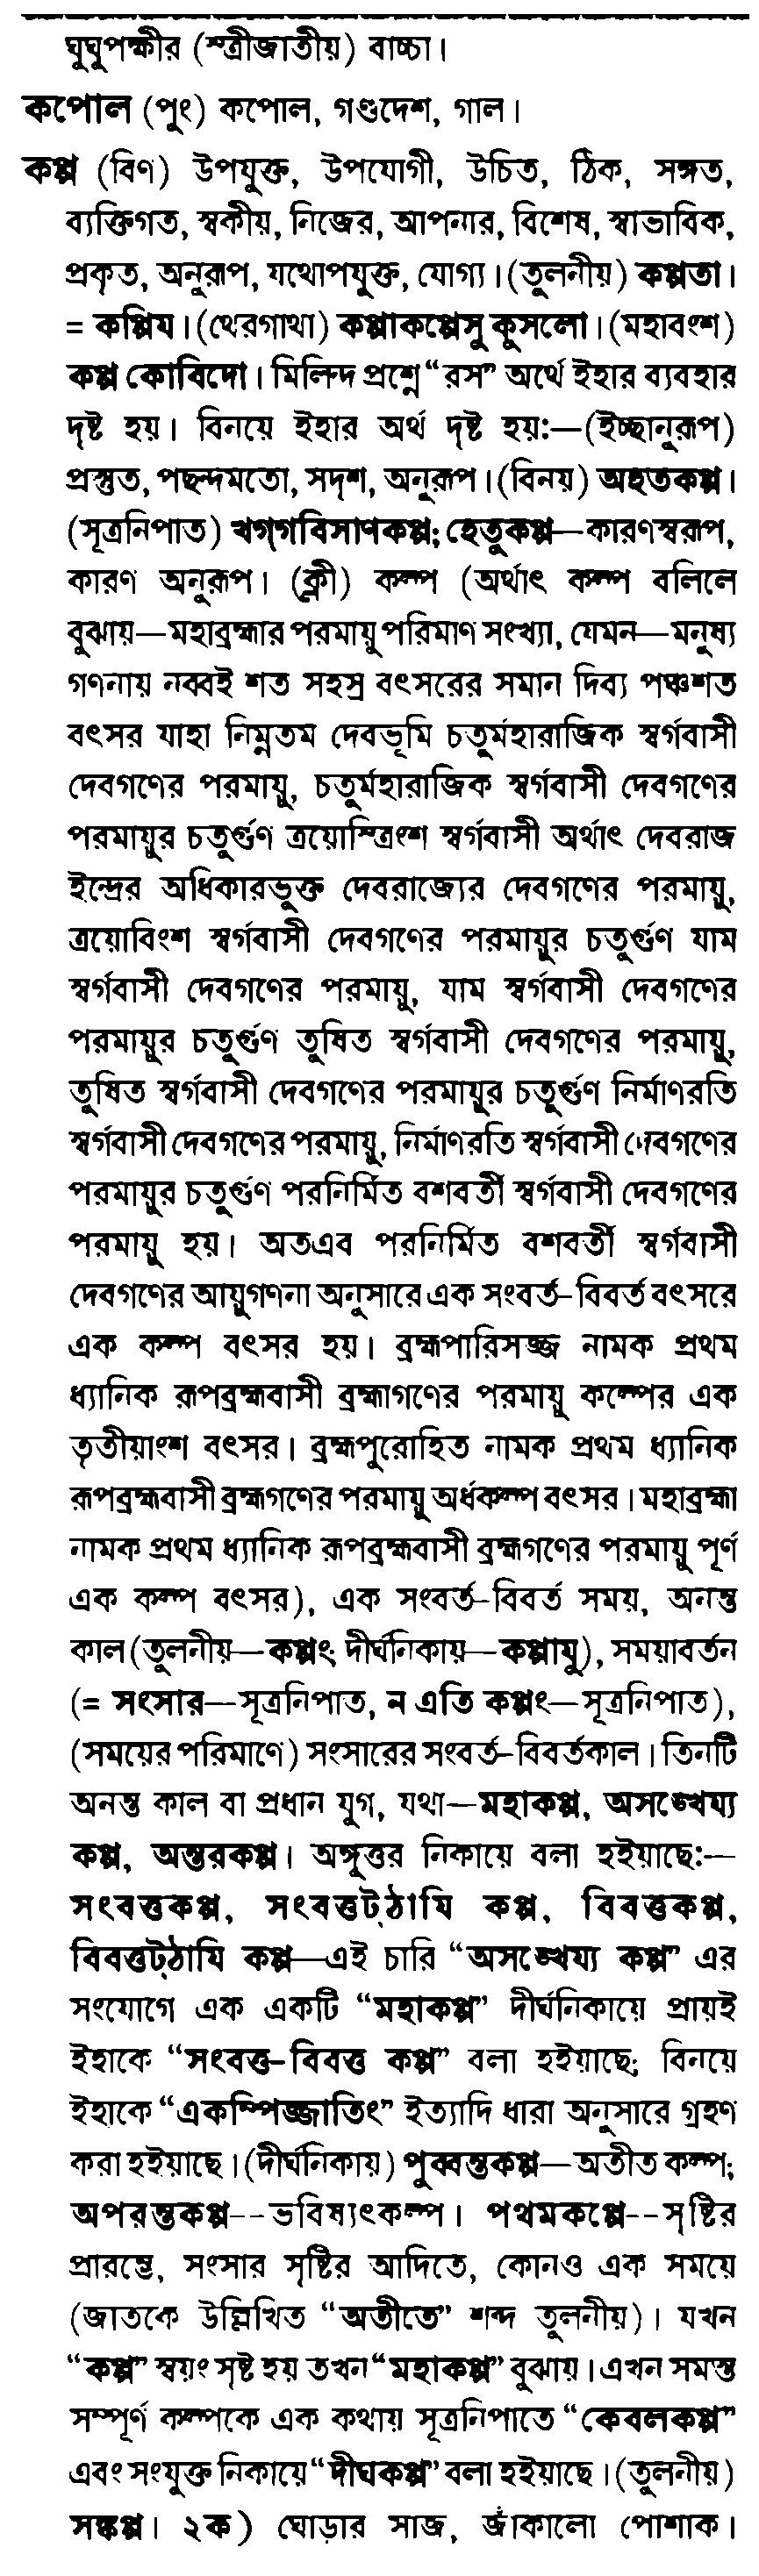 ঘুঘুপক্ষীর (স্ত্রীজাতীয়) বাচ্চা।
কপোল (পুং) কপোল, গণ্ডদেশ, গাল।
কপ্প (বিণ) উপযুক্ত, উপযোগী, উচিত, ঠিক, সঙ্গত,
ব্যক্তিগত, স্বকীয়, নিজের, আপনার, বিশেষ, স্বাভাবিক,
প্রকৃত, অনুরূপ, যথোপযুক্ত, যোগ্য। (তুলনীয়) কপ্পতা।
= কপ্পিয। (থেরগাথা) কপ্পাকপ্পেসু কুসলো। (মহাবংশ)
কপ্প কোবিদো। মিলিন্দ প্রশ্নে “রস” অর্থে ইহার ব্যবহার
দৃষ্ট হয়। বিনয়ে ইহার অর্থ দৃষ্ট হয়:—(ইচ্ছানুরূপ)
প্রস্তুত, পছন্দমতো, সদৃশ, অনুরূপ। (বিনয়) অহতকপ্প।
(সূত্রনিপাত) খগ্গবিসাণকপ্প; হেতুকপ্প—কারণস্বরূপ,
কারণ অনুরূপ। (ক্লী) কল্প (অর্থাৎ কল্প বলিলে
বুঝায়—মহাব্রহ্মার পরমায়ু পরিমাণ সংখ্যা, যেমন—মনুষ্য
গণনায় নব্বই শত সহস্র বৎসরের সমান দিব্য পঞ্চশত
বৎসর যাহা নিম্নতম দেবভূমি চতুর্মহারাজিক স্বর্গবাসী
দেবগণের পরমায়ু, চতুর্মহারাজিক স্বর্গবাসী দেবগণের
পরমায়ুর চতুর্গুণ ত্রয়োস্ত্রিংশ স্বর্গবাসী অর্থাৎ দেবরাজ
ইন্দ্রের অধিকারভুক্ত দেবরাজ্যের দেবগণের পরমায়ু,
ত্রয়োবিংশ স্বর্গবাসী দেবগণের পরমায়ুর চতুর্গুণ যাম
স্বর্গবাসী দেবগণের পরমায়ু, যাম স্বর্গবাসী দেবগণের
পরমায়ুর চতুর্গুণ তুষিত স্বর্গবাসী দেবগণের পরমায়ু,
তুষিত স্বর্গবাসী দেবগণের পরমায়ুর চতুর্গুণ নির্মাণরতি
স্বর্গবাসী দেবগণের পরমায়ু, নির্মাণরতি স্বর্গবাসী দেবগণের
পরমায়ুর চতুর্গুণ পরনির্মিত বশবর্তী স্বর্গবাসী দেবগণের
পরমায়ু হয়। অতএব পরনির্মিত বশবর্তী স্বর্গবাসী
দেবগণের আয়ুগণনা অনুসারে এক সংবর্ত-বিবর্ত বৎসরে
এক কল্প বৎসর হয়। ব্রহ্মপারিসজ্জ নামক প্রথম
ধ্যানিক রূপব্রহ্মবাসী ব্রহ্মাগণের পরমায়ু কল্পের এক
তৃতীয়াংশ বৎসর। ব্রহ্মপুরোহিত নামক প্রথম ধ্যানিক
রূপব্রহ্মবাসী ব্রহ্মগণের পরমায়ু অর্ধকল্প বৎসর। মহাব্রহ্মা
নামক প্রথম ধ্যানিক রূপব্রহ্মবাসী ব্রহ্মগণের পরমায়ু পূর্ণ
এক কল্প বৎসর), এক সংবর্ত-বিবর্ত সময়, অনন্ত
কাল (তুলনীয়—কপ্পং দীর্ঘনিকায়—কপ্পাযু), সময়াবর্তন
(= সংসার—সূত্রনিপাত, ন এতি কপ্পং—সূত্রনিপাত),
(সময়ের পরিমাণে) সংসারের সংবর্ত-বিবর্তকাল। তিনটি
অনন্ত কাল বা প্রধান যুগ, যথা—মহাকপ্প, অসঙ্খেয্য
কপ্প, অন্তরকপ্প। অঙ্গুত্তর নিকায়ে বলা হইয়াছে:—
সংবত্তকপ্প, সংবত্তট্ঠাযি কপ্প, বিবত্তকপ্প,
বিবত্তট্ঠাযি কপ্প—এই চারি “অসঙ্খেয্য কপ্প” এর
সংযোগে এক একটি “মহাকপ্প” দীর্ঘনিকায়ে প্রায়ই
ইহাকে “সংবত্ত-বিবত্ত কপ্প” বলা হইয়াছে; বিনয়ে
ইহাকে “একম্পিজ্জাতিং” ইত্যাদি ধারা অনুসারে গ্রহণ
করা হইয়াছে। (দীর্ঘনিকায়) পুব্বন্তকপ্প—অতীত কল্প;
অপরন্তকপ্প--ভবিষ্যৎকল্প। পথমকপ্পে--সৃষ্টির
প্রারম্ভে, সংসার সৃষ্টির আদিতে, কোনও এক সময়ে
(জাতকে উল্লিখিত “অতীতে” শব্দ তুলনীয়)। যখন
“কপ্প” স্বয়ং সৃষ্ট হয় তখন “মহাকপ্প” বুঝায়। এখন সমস্ত
সম্পূর্ণ কল্পকে এক কথায় সূত্রনিপাতে “কেবলকপ্প”
এবং সংযুক্ত নিকায়ে “দীঘকপ্প” বলা হইয়াছে। (তুলনীয়)
সঙ্কপ্প। ২ক) ঘোড়ার সাজ, জাঁকালো পোশাক।